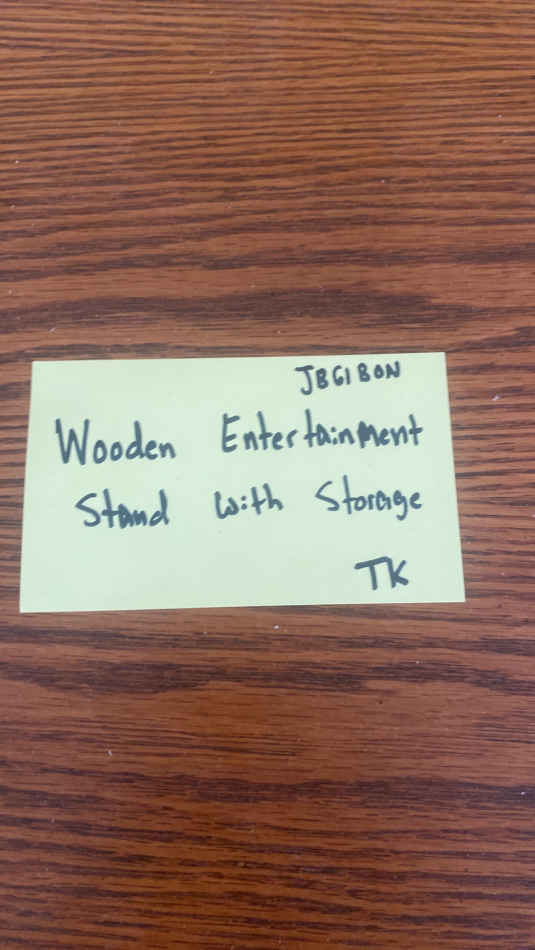 JBGIBON
Wooden Entertainment
Stand with Storage
TK